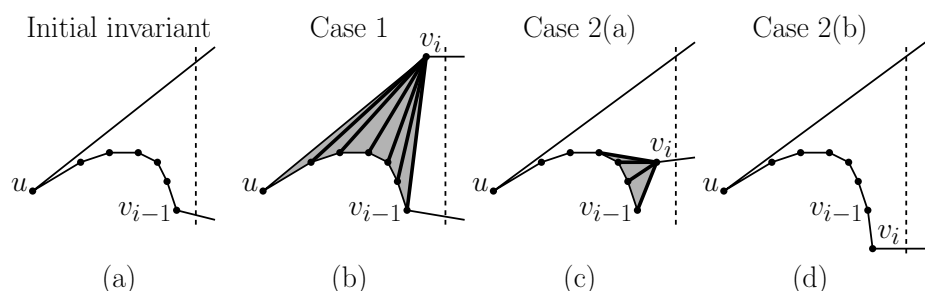 Initial invariant Case 1 Case 2(a) Case 2(b)
v_i
v_i
u u u u
v_{i−1} v_{i−1} v_{i−1} v_{i−1}
v_i
(a) (b) (c) (d)